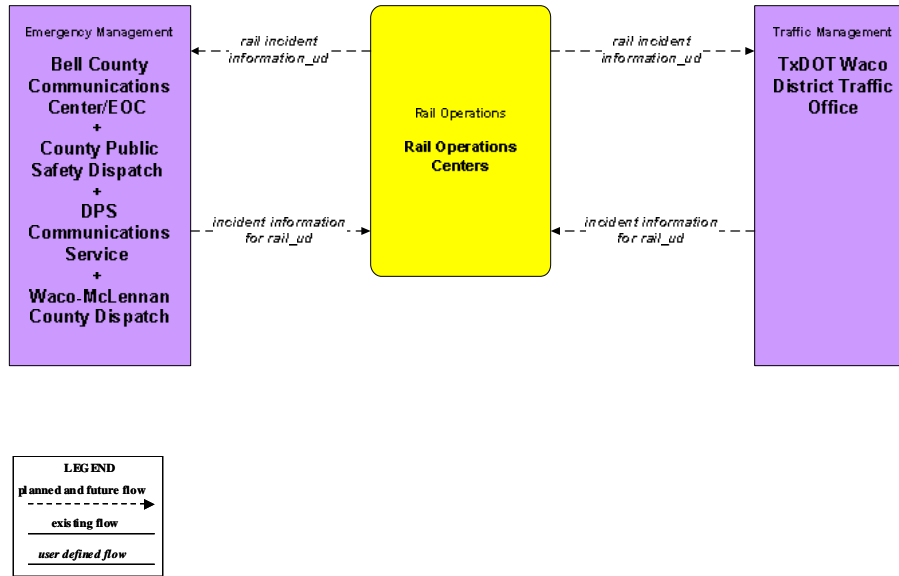 Emergency Management
Bell County
Communications
Center/EOC
+
County Public
Safety Dispatch
+
DPS
Communications
Service
+
Waco-McLennan
County Dispatch
rail incident
information_ud
incident information
for rail_ud
Rail Operations
Rail Operations
Centers
rail incident
information_ud
incident information
for rail_ud
Traffic Management
TxDOT Waco
District Traffic
Office
LEGEND
planned and future flow
existing flow
user defined flow